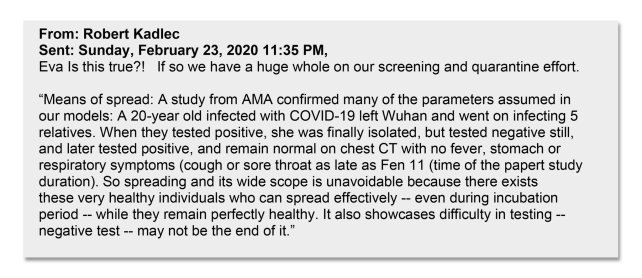 From: Robert Kadlec
Sent: Sunday, February 23, 2020 11:35 PM,
Eva Is this true?! If so we have a huge whole on our screening and quarantine effort.
“Means of spread: A study from AMA confirmed many of the parameters assumed in
our models: A 20-year old infected with COVID-19 left Wuhan and went on infecting 5
relatives. When they tested positive, she was finally isolated, but tested negative still,
and later tested positive, and remain normal on chest CT with no fever, stomach or
respiratory symptoms (cough or sore throat as late as Fen 11 (time of the papert study
duration). So spreading and its wide scope is unavoidable because there exists
these very healthy individuals who can spread effectively -- even during incubation
period -- while they remain perfectly healthy. It also showcases difficulty in testing --
negative test -- may not be the end of it.”